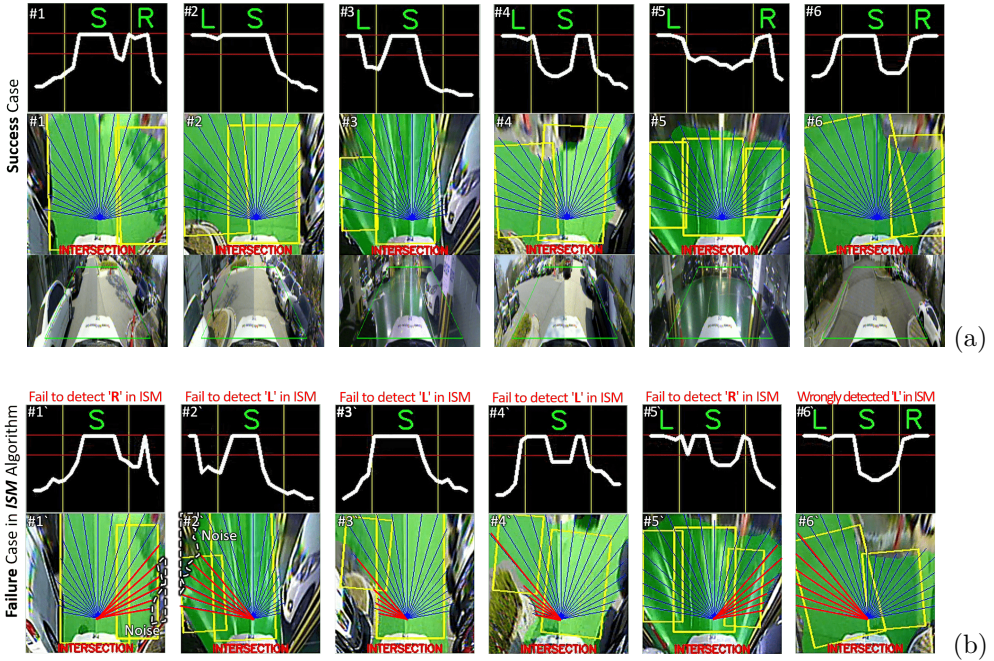 Success Case
#1 S R
#2 L S
#3 L S
#4 L S
#5 L R
#6 S
#1 #2 #3 #4 #5 #6
INTERSECTION INTERSECTION INTERSECTION INTERSECTION INTERSECTION INTERSECTION
(a)
Failure Case in ISM Algorithm
Fail to detect 'R' in ISM
Fail to detect 'L' in ISM
Fail to detect 'L' in ISM
Fail to detect 'L' in ISM
Fail to detect 'R' in ISM
Wrongly detected 'L' in ISM
#1` S
#2` L S
#3` S
#4` S
#5` L S
#6` L S R
#1` #2` #3` #4` #5` #6`
Noise
Noise
INTERSECTION INTERSECTION INTERSECTION INTERSECTION INTERSECTION INTERSECTION
(b)